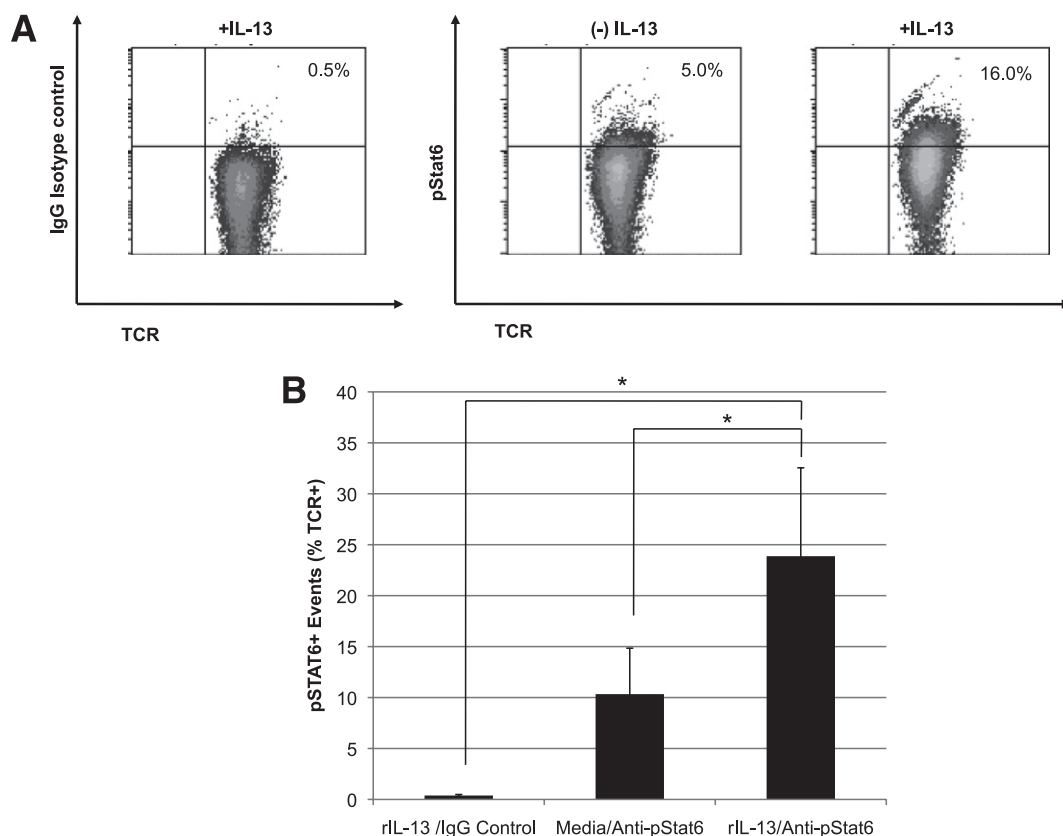 A
+IL-13
(-) IL-13
+IL-13
0.5%
5.0%
16.0%
IgG Isotype control
pStat6
TCR
TCR
B
*
*
40
35
30
25
20
15
10
5
0
pSTAT6+ Events (% TCR+)
rIL-13 /IgG Control
Media/Anti-pStat6
rIL-13/Anti-pStat6